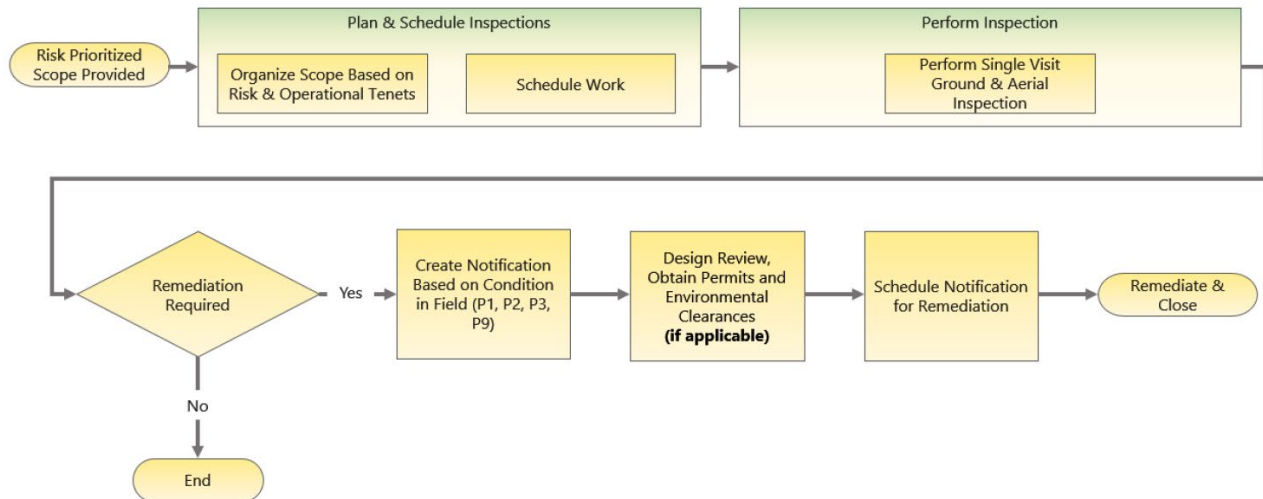 Plan & Schedule Inspections
Perform Inspection
Risk Prioritized
Scope Provided
Organize Scope Based on
Risk & Operational Tenets
Schedule Work
Perform Single Visit
Ground & Aerial
Inspection
Remediation
Required
Yes
Create Notification
Based on Condition
in Field (P1, P2, P3,
P9)
Design Review,
Obtain Permits and
Environmental
Clearances
(if applicable)
Schedule Notification
for Remediation
Remediate &
Close
No
End